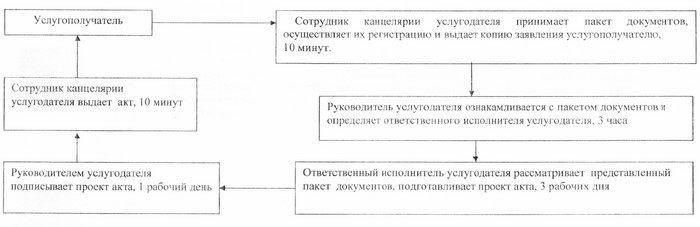 Услугополучатель
Сотрудник канцелярии услугодателя принимает пакет документов,
осуществляет их регистрацию и выдает копию заявления услугополучателю,
10 минут.
Руководитель услугодателя ознакамливается с пакетом документов и
определяет ответственного исполнителя услугодателя, 3 часа
Ответственный исполнитель услугодателя рассматривает представленный
пакет документов, подготавливает проект акта, 3 рабочих дня
Руководителем услугодателя
подписывает проект акта, 1 рабочий день
Сотрудник канцелярии
услугодателя выдает акт, 10 минут